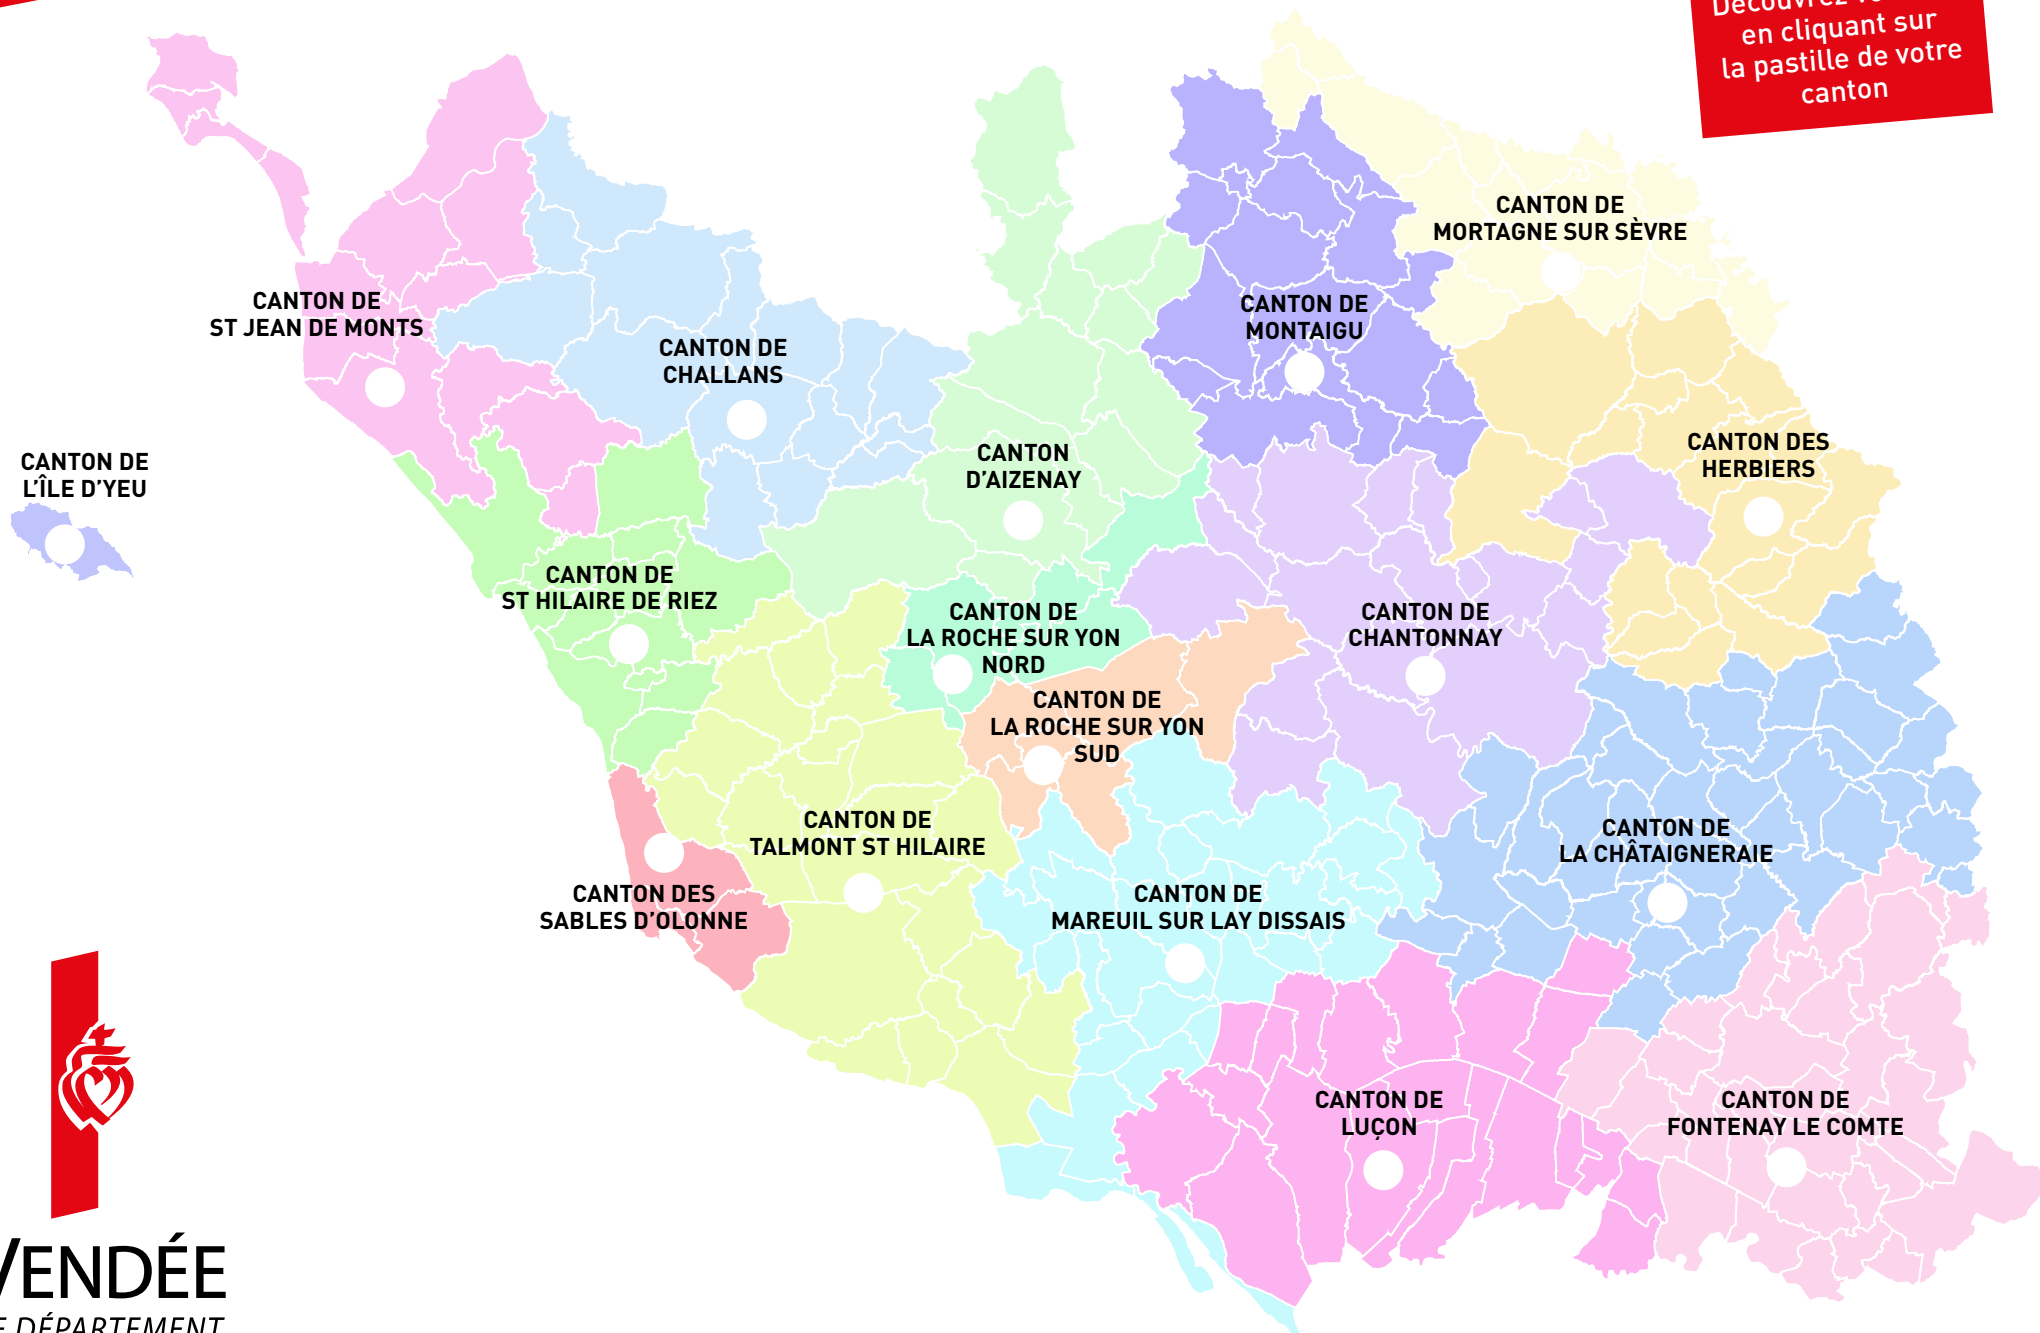 Découvrez
en cliquant sur
la pastille de votre
canton
CANTON DE
MORTAGNE SUR SÈVRE
CANTON DE
ST JEAN DE MONTS
CANTON DE
MONTAIGU
CANTON DE
CHALLANS
CANTON DE
L'ÎLE D'YEU
CANTON
D'AIZENAY
CANTON DES
HERBIERS
CANTON DE
ST HILAIRE DE RIEZ
CANTON DE
LA ROCHE SUR YON
NORD
CANTON DE
CHANTONNAY
CANTON DE
LA ROCHE SUR YON
SUD
CANTON DE
TALMONT ST HILAIRE
CANTON DE
LA CHÂTAIGNERAIE
CANTON DES
SABLES D'OLONNE
CANTON DE
MAREUIL SUR LAY DISSAIS
CANTON DE
LUÇON
CANTON DE
FONTENAY LE COMTE
VENDÉE
DÉPARTEMENT